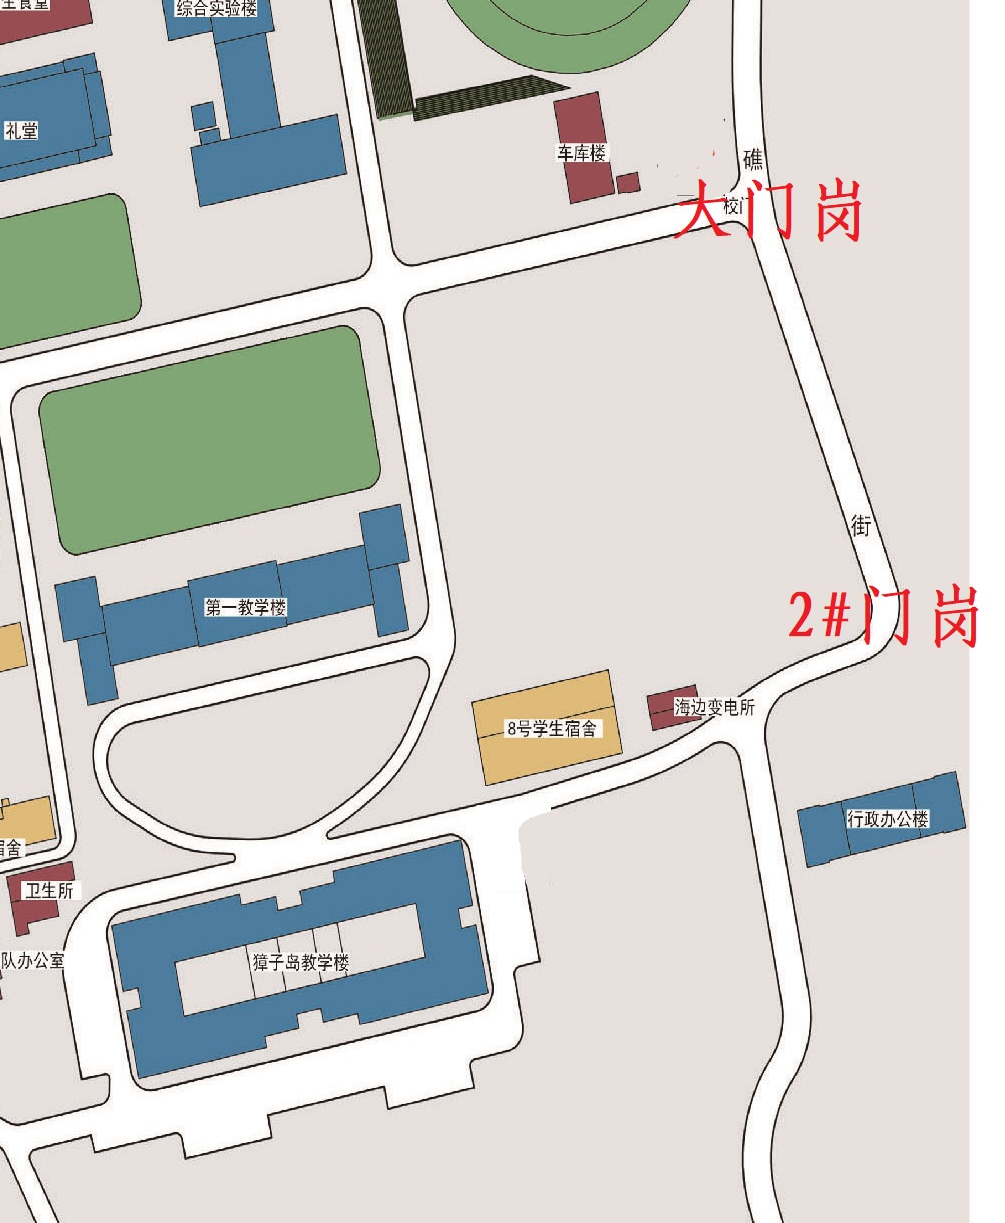 综合实验楼
礼堂
车库楼
礁
校门
大门岗
街
第一教学楼
2#门岗
海边变电所
8号学生宿舍
行政办公楼
宿舍
卫生所
队办公室
獐子岛教学楼